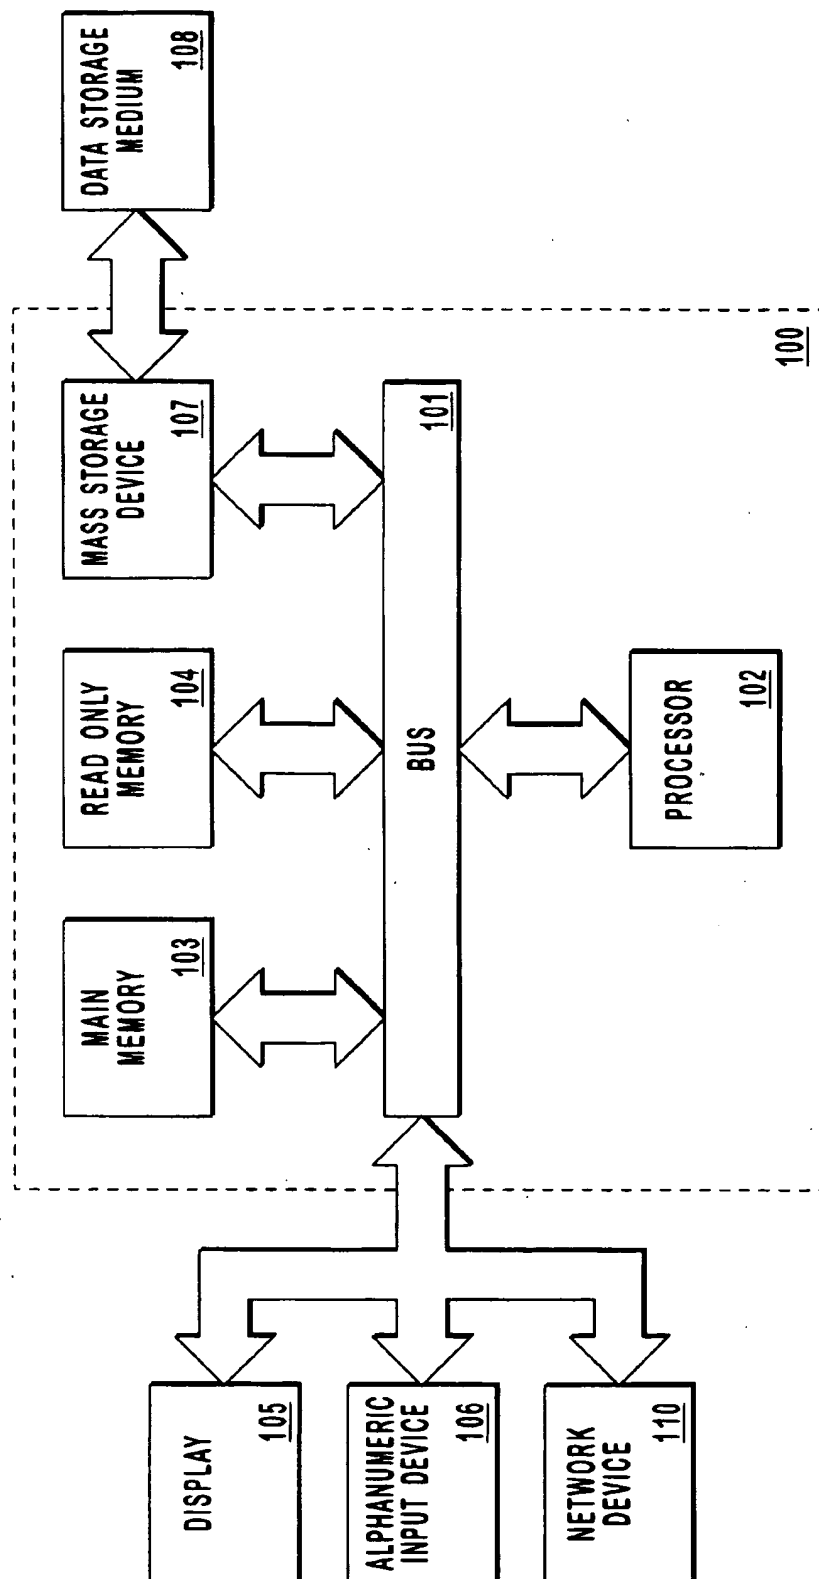 DISPLAY
105
ALPHANUMERIC
INPUT DEVICE
106
NETWORK
DEVICE
110
MAIN
MEMORY
103
READ ONLY
MEMORY
104
MASS STORAGE
DEVICE
107
DATA STORAGE
MEDIUM
108
BUS
101
PROCESSOR
102
100